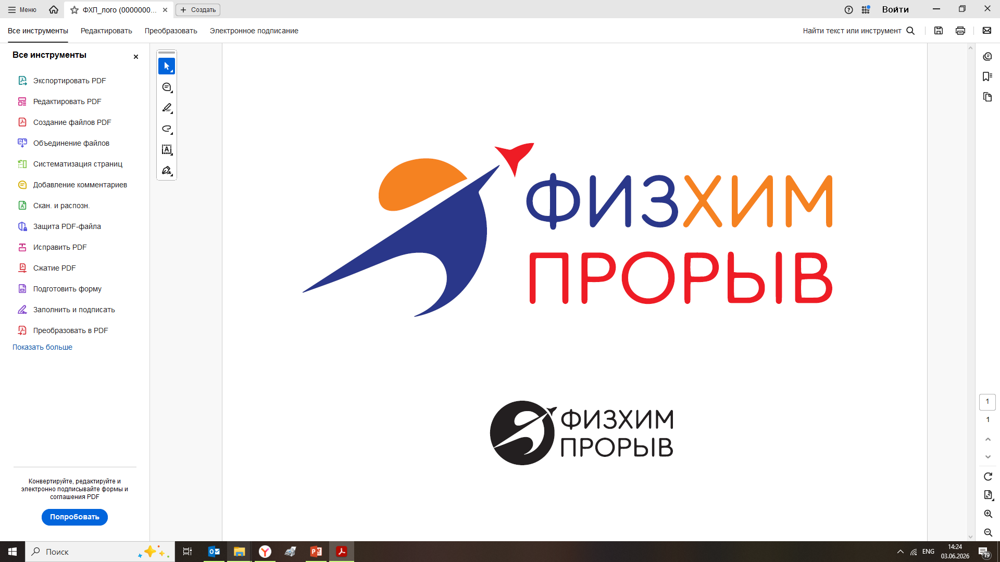 Меню
ФХП_лого (0000000...
Создать
Войти
Все инструменты
Редактировать
Преобразовать
Электронное подписание
Найти текст или инструмент
Все инструменты
Экспортировать PDF
Редактировать PDF
Создание файлов PDF
Объединение файлов
Систематизация страниц
Добавление комментариев
Скан. и распозн.
Защита PDF-файла
Исправить PDF
Сжатие PDF
Подготовить форму
Заполнить и подписать
Преобразовать в PDF
Показать больше
Конвертируйте, редактируйте и
электронно подписывайте формы и
соглашения PDF
Попробовать
ФИЗХИМ
ПРОРЫВ
ФИЗХИМ
ПРОРЫВ
1
1
Поиск
ENG
14:24
03.06.2026
19